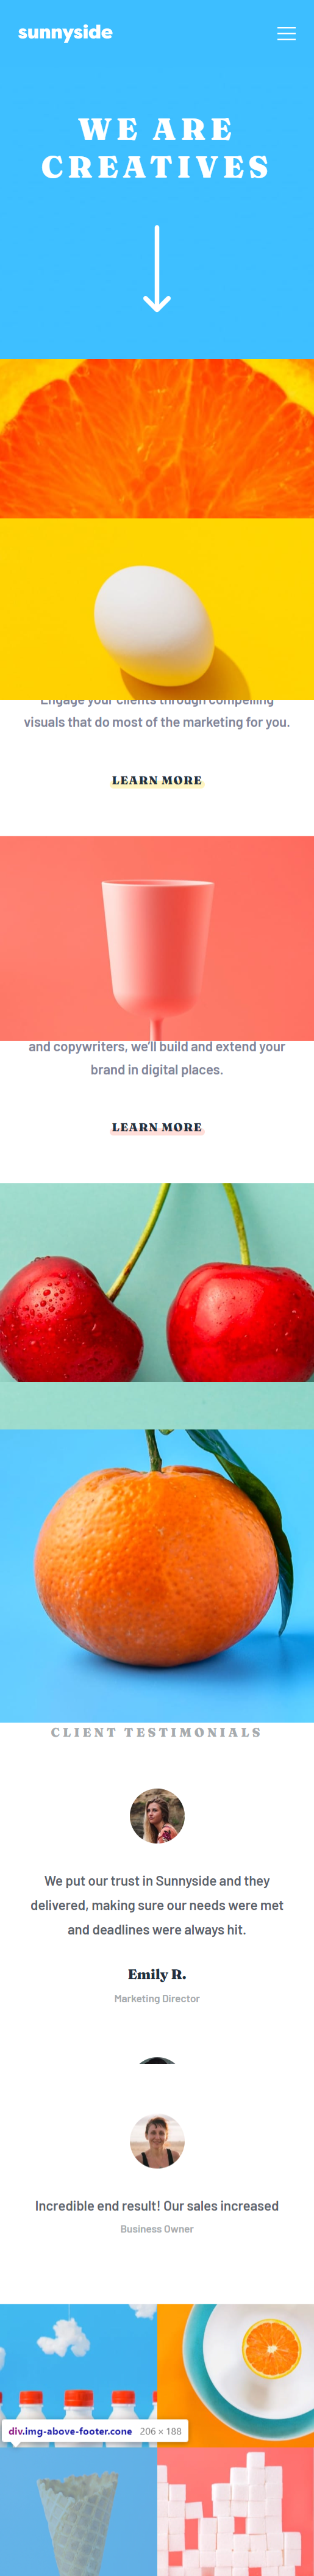 sunnyside
WE ARE
CREATIVES
Engage your clients through compelling
visuals that do most of the marketing for you.
LEARN MORE
and copywriters, we'll build and extend your
brand in digital places.
LEARN MORE
CLIENT TESTIMONIALS
We put our trust in Sunnyside and they
delivered, making sure our needs were met
and deadlines were always hit.
Emily R.
Marketing Director
Incredible end result! Our sales increased
Business Owner
div.img-above-footer.cone 206 × 188